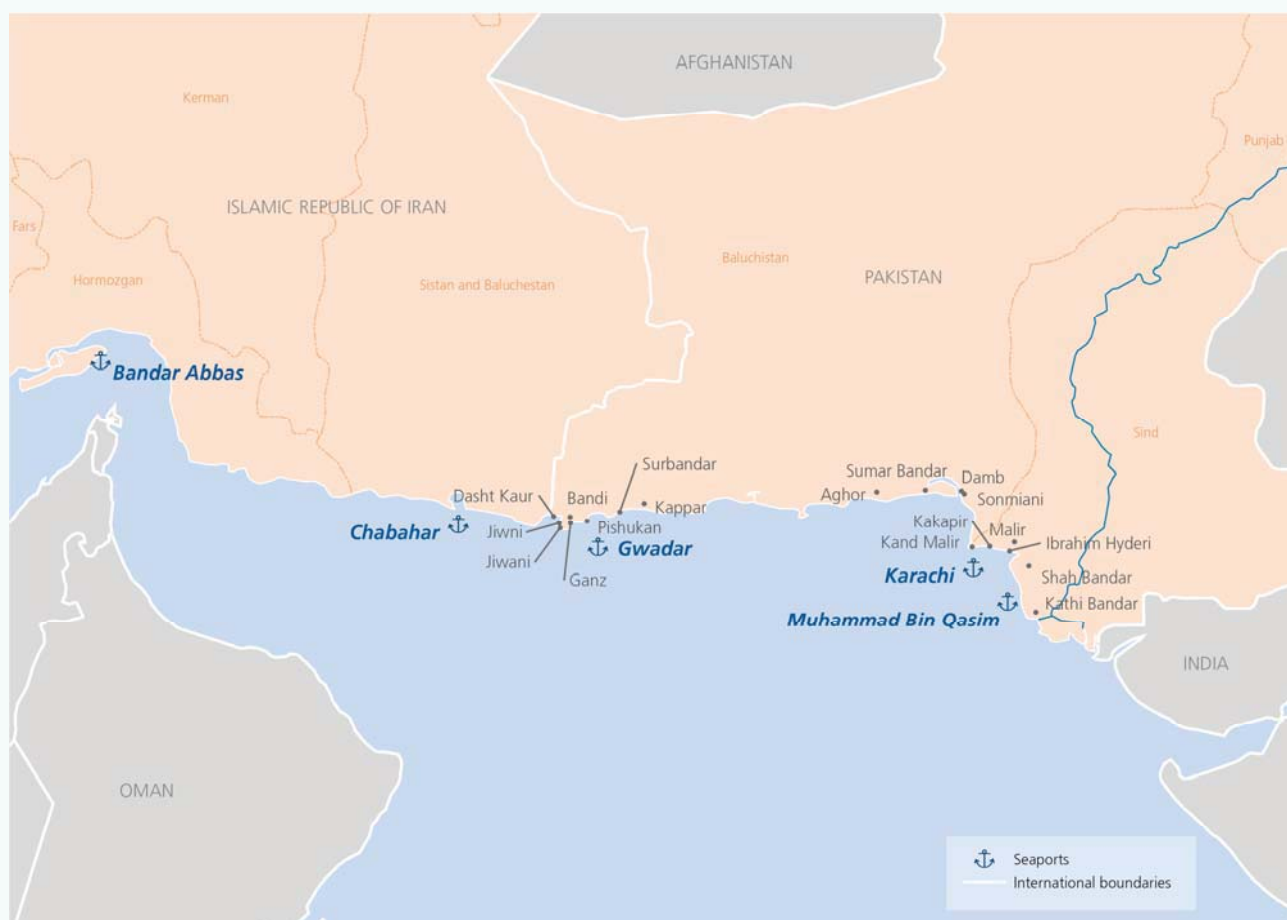 AFGHANISTAN
Kerman
Punjab
ISLAMIC REPUBLIC OF IRAN
Fars
Baluchistan
PAKISTAN
Hormozgan
Sistan and Baluchestan
Bandar Abbas
Sind
Surbandar
Sumar Bandar
Damb
Dasht Kaur
Bandi
Aghor
Sonmiani
Kappar
Chabahar
Jiwni
Pishukan
Kakapir
Malir
Gwadar
Kand Malir
Ibrahim Hyderi
Jiwani
Karachi
Shah Bandar
Ganz
Kathi Bandar
Muhammad Bin Qasim
INDIA
OMAN
Seaports
International boundaries